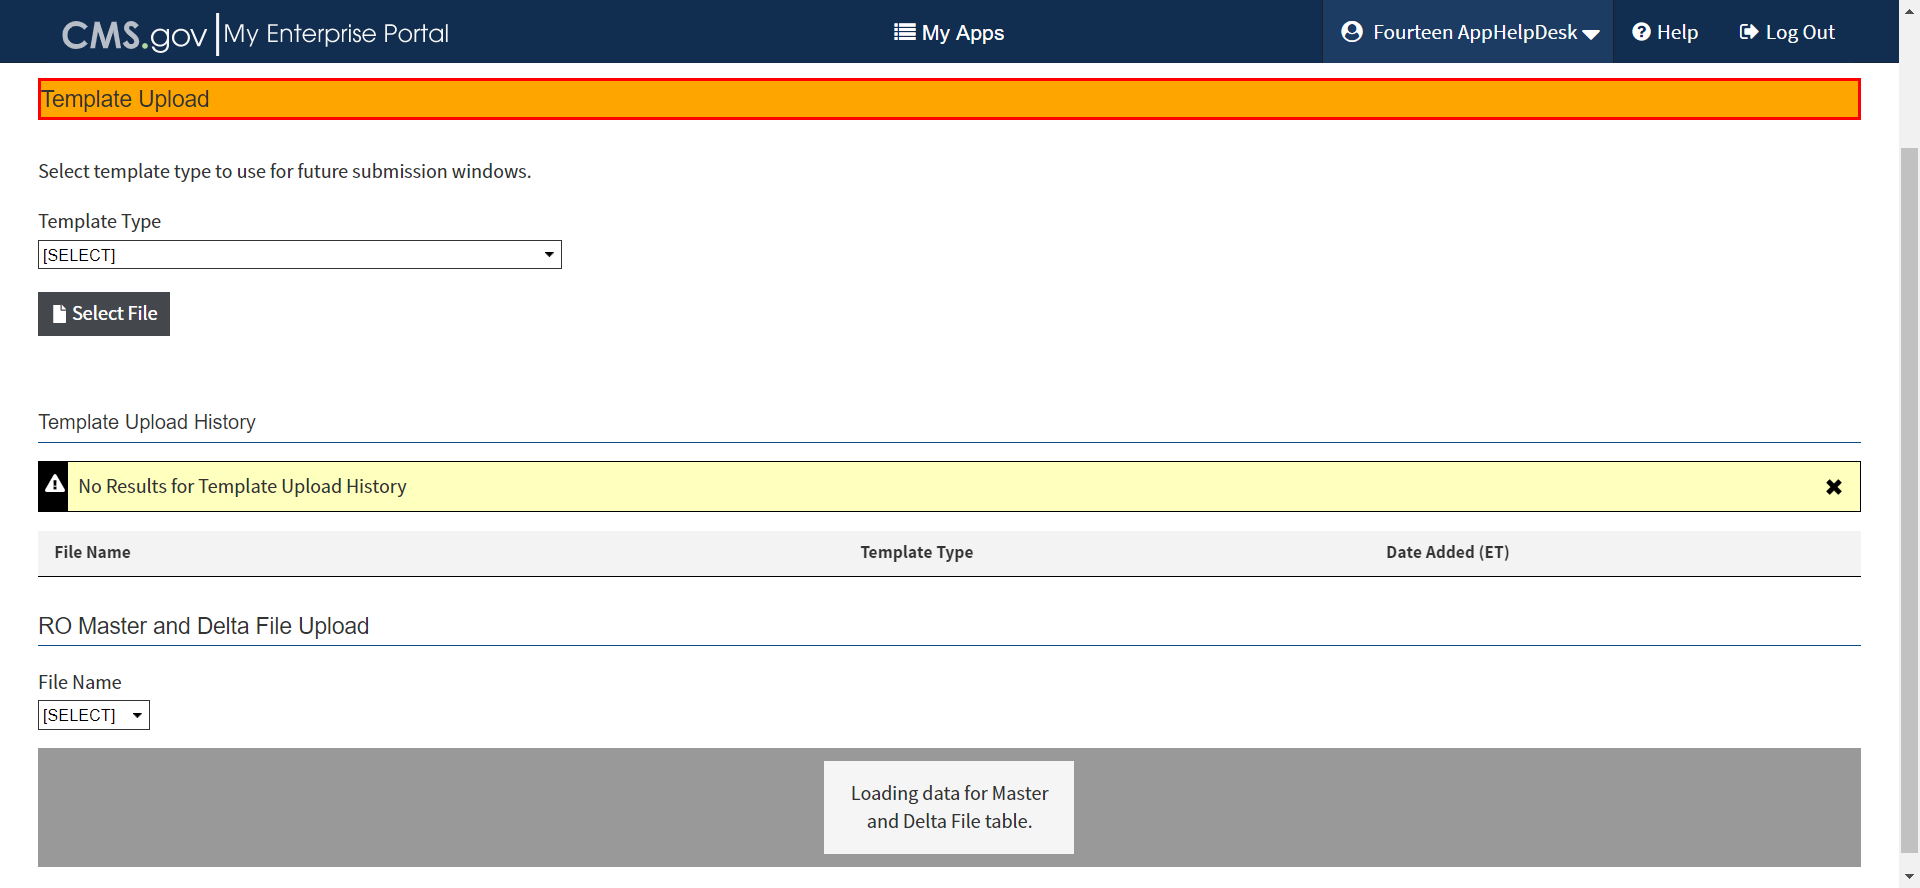 CMS.gov My Enterprise Portal
My Apps
Fourteen AppHelpDesk
Help
Log Out
Template Upload
Select template type to use for future submission windows.
Template Type
[SELECT]
Select File
Template Upload History
No Results for Template Upload History
File Name
Template Type
Date Added (ET)
RO Master and Delta File Upload
File Name
[SELECT]
Loading data for Master
and Delta File table.